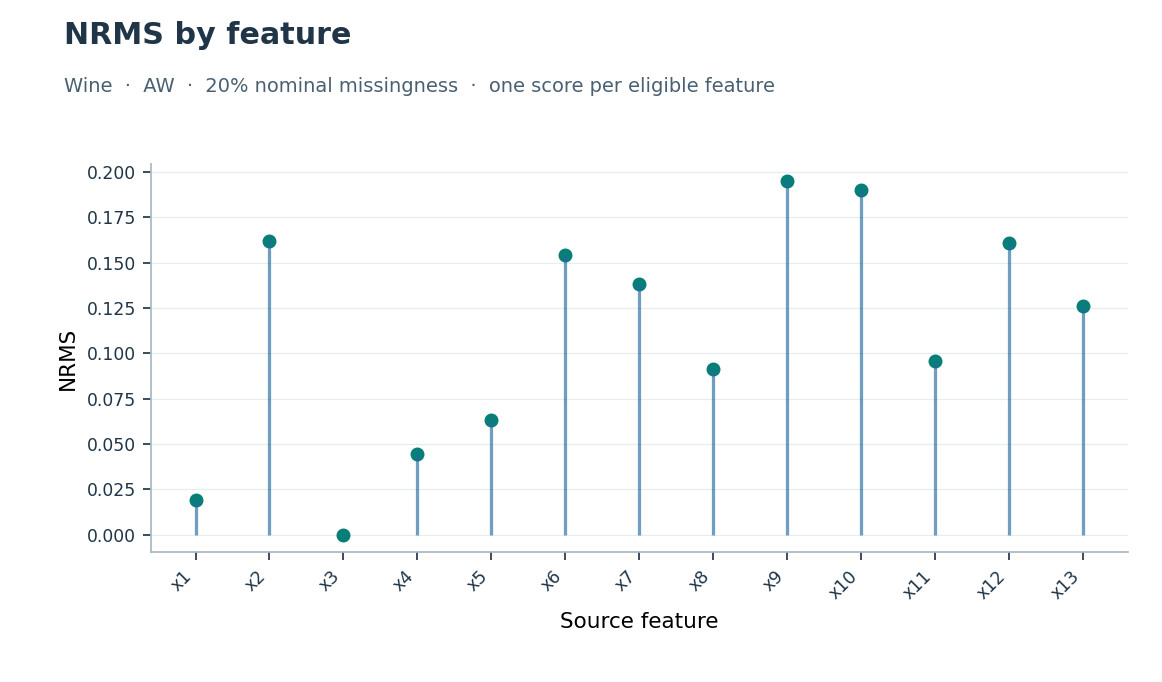 NRMS by feature
Wine · AW · 20% nominal missingness · one score per eligible feature
0.200
0.175
0.150
0.125
0.100
0.075
0.050
0.025
0.000
NRMS
x1
x2
x3
x4
x5
x6
x7
x8
x9
x10
x11
x12
x13
Source feature